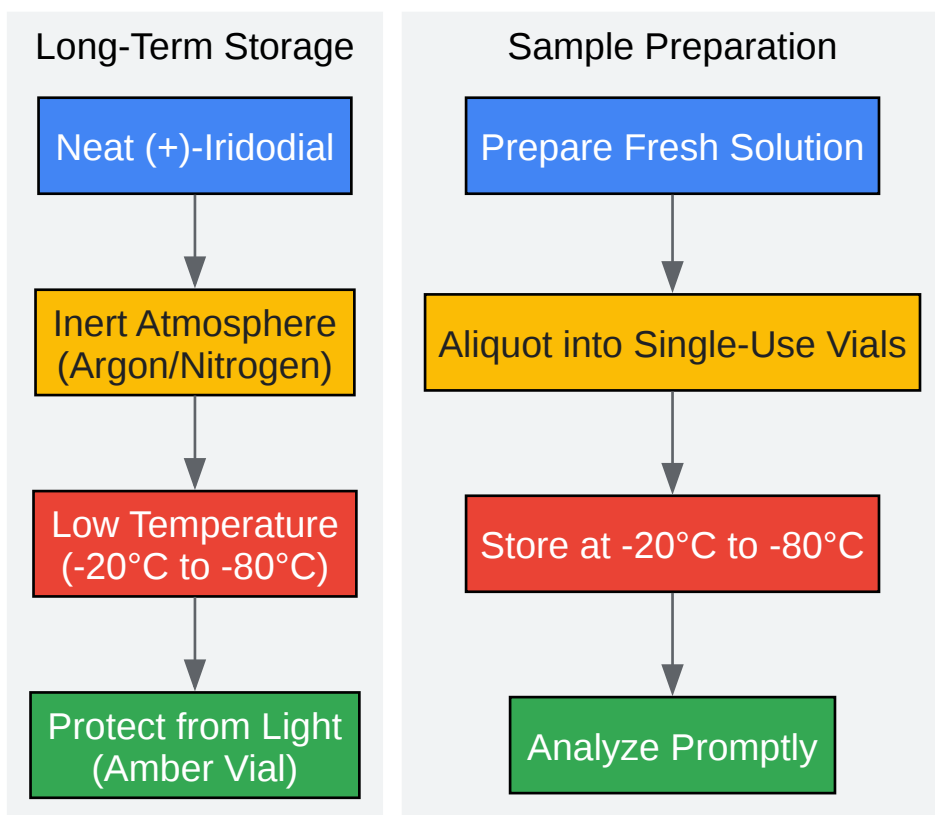 Long-Term Storage
Neat (+)-Iridodial
Inert Atmosphere
(Argon/Nitrogen)
Low Temperature
(-20°C to -80°C)
Protect from Light
(Amber Vial)
Sample Preparation
Prepare Fresh Solution
Aliquot into Single-Use Vials
Store at -20°C to -80°C
Analyze Promptly